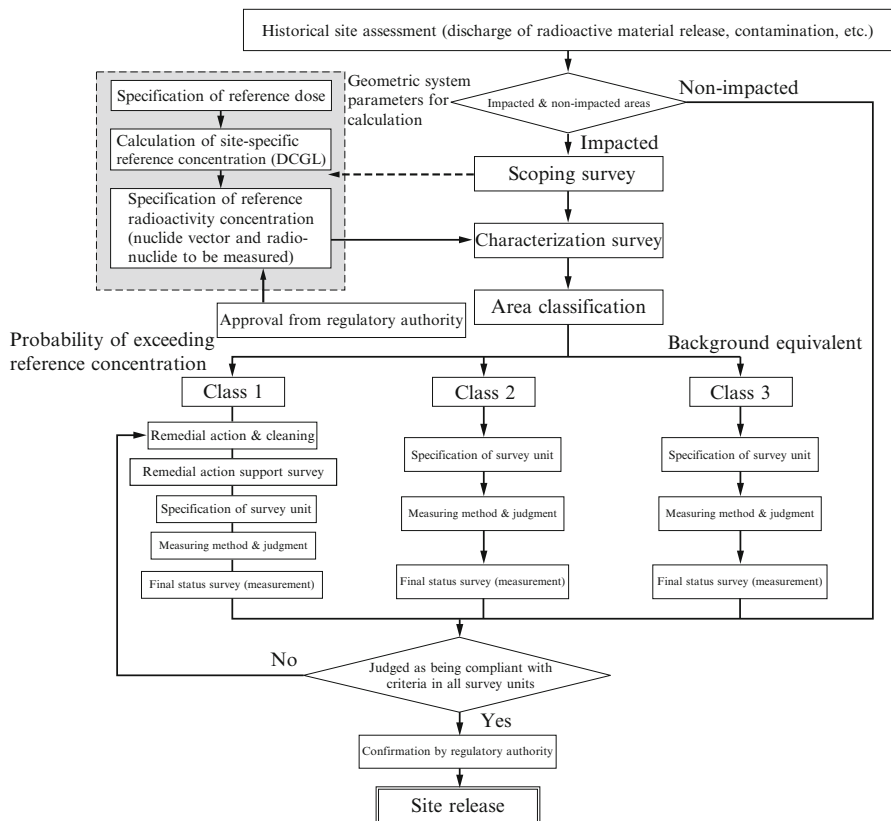 Historical site assessment (discharge of radioactive material release, contamination, etc.)
Geometric system
parameters for
calculation
Non-impacted
Impacted & non-impacted areas
Specification of reference dose
Impacted
Calculation of site-specific
reference concentration (DCGL)
Scoping survey
Specification of reference
radioactivity concentration
(nuclide vector and radio-
nuclide to be measured)
Characterization survey
Area classification
Approval from regulatory authority
Probability of exceeding
reference concentration
Background equivalent
Class 1
Class 2
Class 3
Remedial action & cleaning
Remedial action support survey
Specification of survey unit
Measuring method & judgment
Final status survey (measurement)
Specification of survey unit
Measuring method & judgment
Final status survey (measurement)
Specification of survey unit
Measuring method & judgment
Final status survey (measurement)
No
Judged as being compliant with
criteria in all survey units
Yes
Confirmation by regulatory authority
Site release